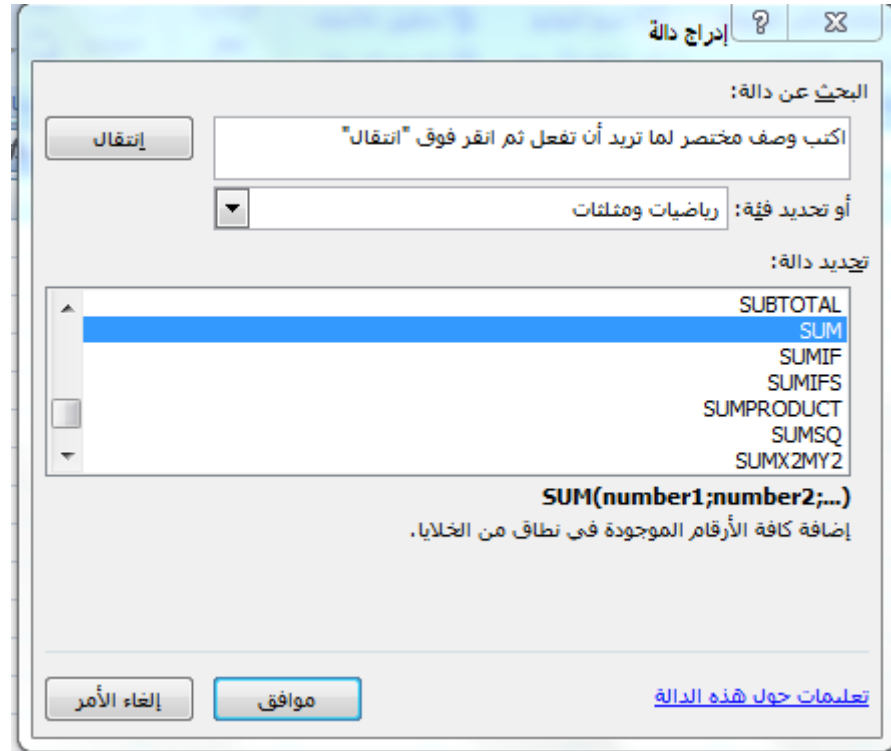 إدراج دالة
البحث عن دالة:
اكتب وصف مختصر لما تريد أن تفعل ثم انقر فوق "انتقال"
إنتقال
أو تحديد فئة: رياضيات ومثلثات
تحديد دالة:
SUBTOTAL
SUM
SUMIF
SUMIFS
SUMPRODUCT
SUMSQ
SUMX2MY2
SUM(number1;number2;...)
إضافة كافة الأرقام الموجودة في نطاق من الخلايا.
تعليمات حول هذه الدالة
موافق
إلغاء الأمر